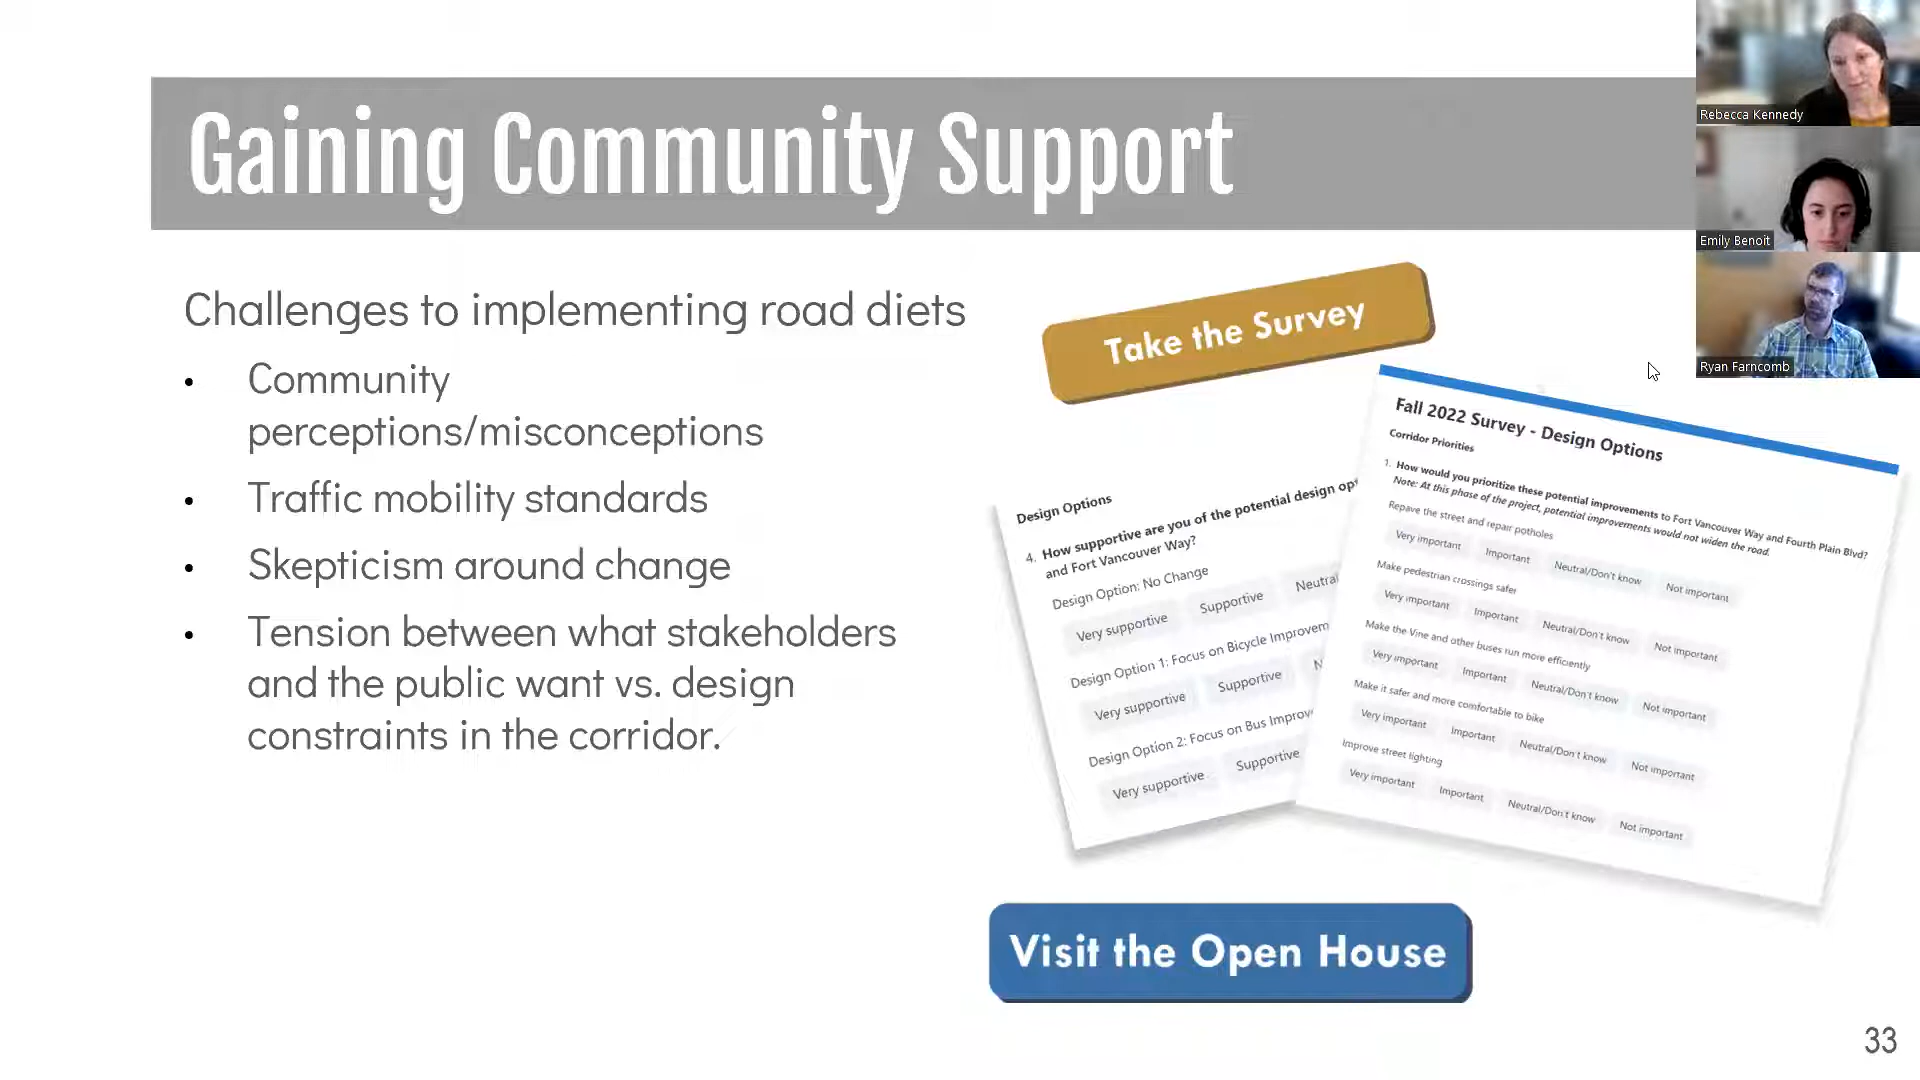 Gaining Community Support
Rebecca Kennedy
Emily Benoit
Ryan Farncomb
Challenges to implementing road diets
• Community
perceptions/misconceptions
• Traffic mobility standards
• Skepticism around change
• Tension between what stakeholders
and the public want vs. design
constraints in the corridor.
Take the Survey
Design Options
4. How supportive are you of the potential design
and Fort Vancouver Way?
Design Option: No Change
Very supportive Supportive Neutral
Design Option 1: Focus on Bicycle
Very supportive Supportive
Design Option 2: Focus on Bus
Very supportive Supportive
Fall 2022 Survey - Design Options
Corridor Priorities
1. How would you prioritize these potential improvements to Fort Vancouver Way and Fourth Plain Blvd?
Note: At this phase of the project, potential improvements would not widen the road.
Repave the street and repair potholes
Very important Important Neutral/Don't know Not important
Make pedestrian crossings safer
Very important Important Neutral/Don't know Not important
Make the Vine and other buses run more efficiently
Very important Important Neutral/Don't know Not important
Make it safer and more comfortable to bike
Very important Important Neutral/Don't know Not important
Improve street lighting
Very important Important Neutral/Don't know Not important
Visit the Open House
33